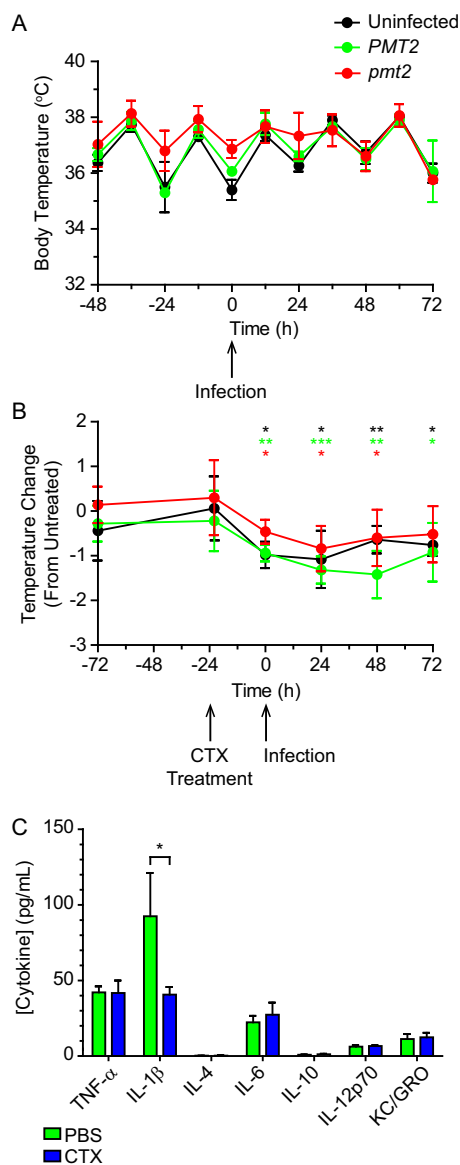 A
Uninfected
PMT2
pmt2
Body Temperature (ºC)
40
38
36
34
32
-48 -24 0 24 48 72
Time (h)
Infection
B
Temperature Change
(From Untreated)
2
1
0
-1
-2
-3
* * ** *
** *** ** *
* * *
-72 -48 -24 0 24 48 72
Time (h)
CTX
Treatment
Infection
C
[Cytokine] (pg/mL)
150
100
50
0
*
TNF-α IL-1β IL-4 IL-6 IL-10 IL-12p70 KC/GRO
PBS
CTX